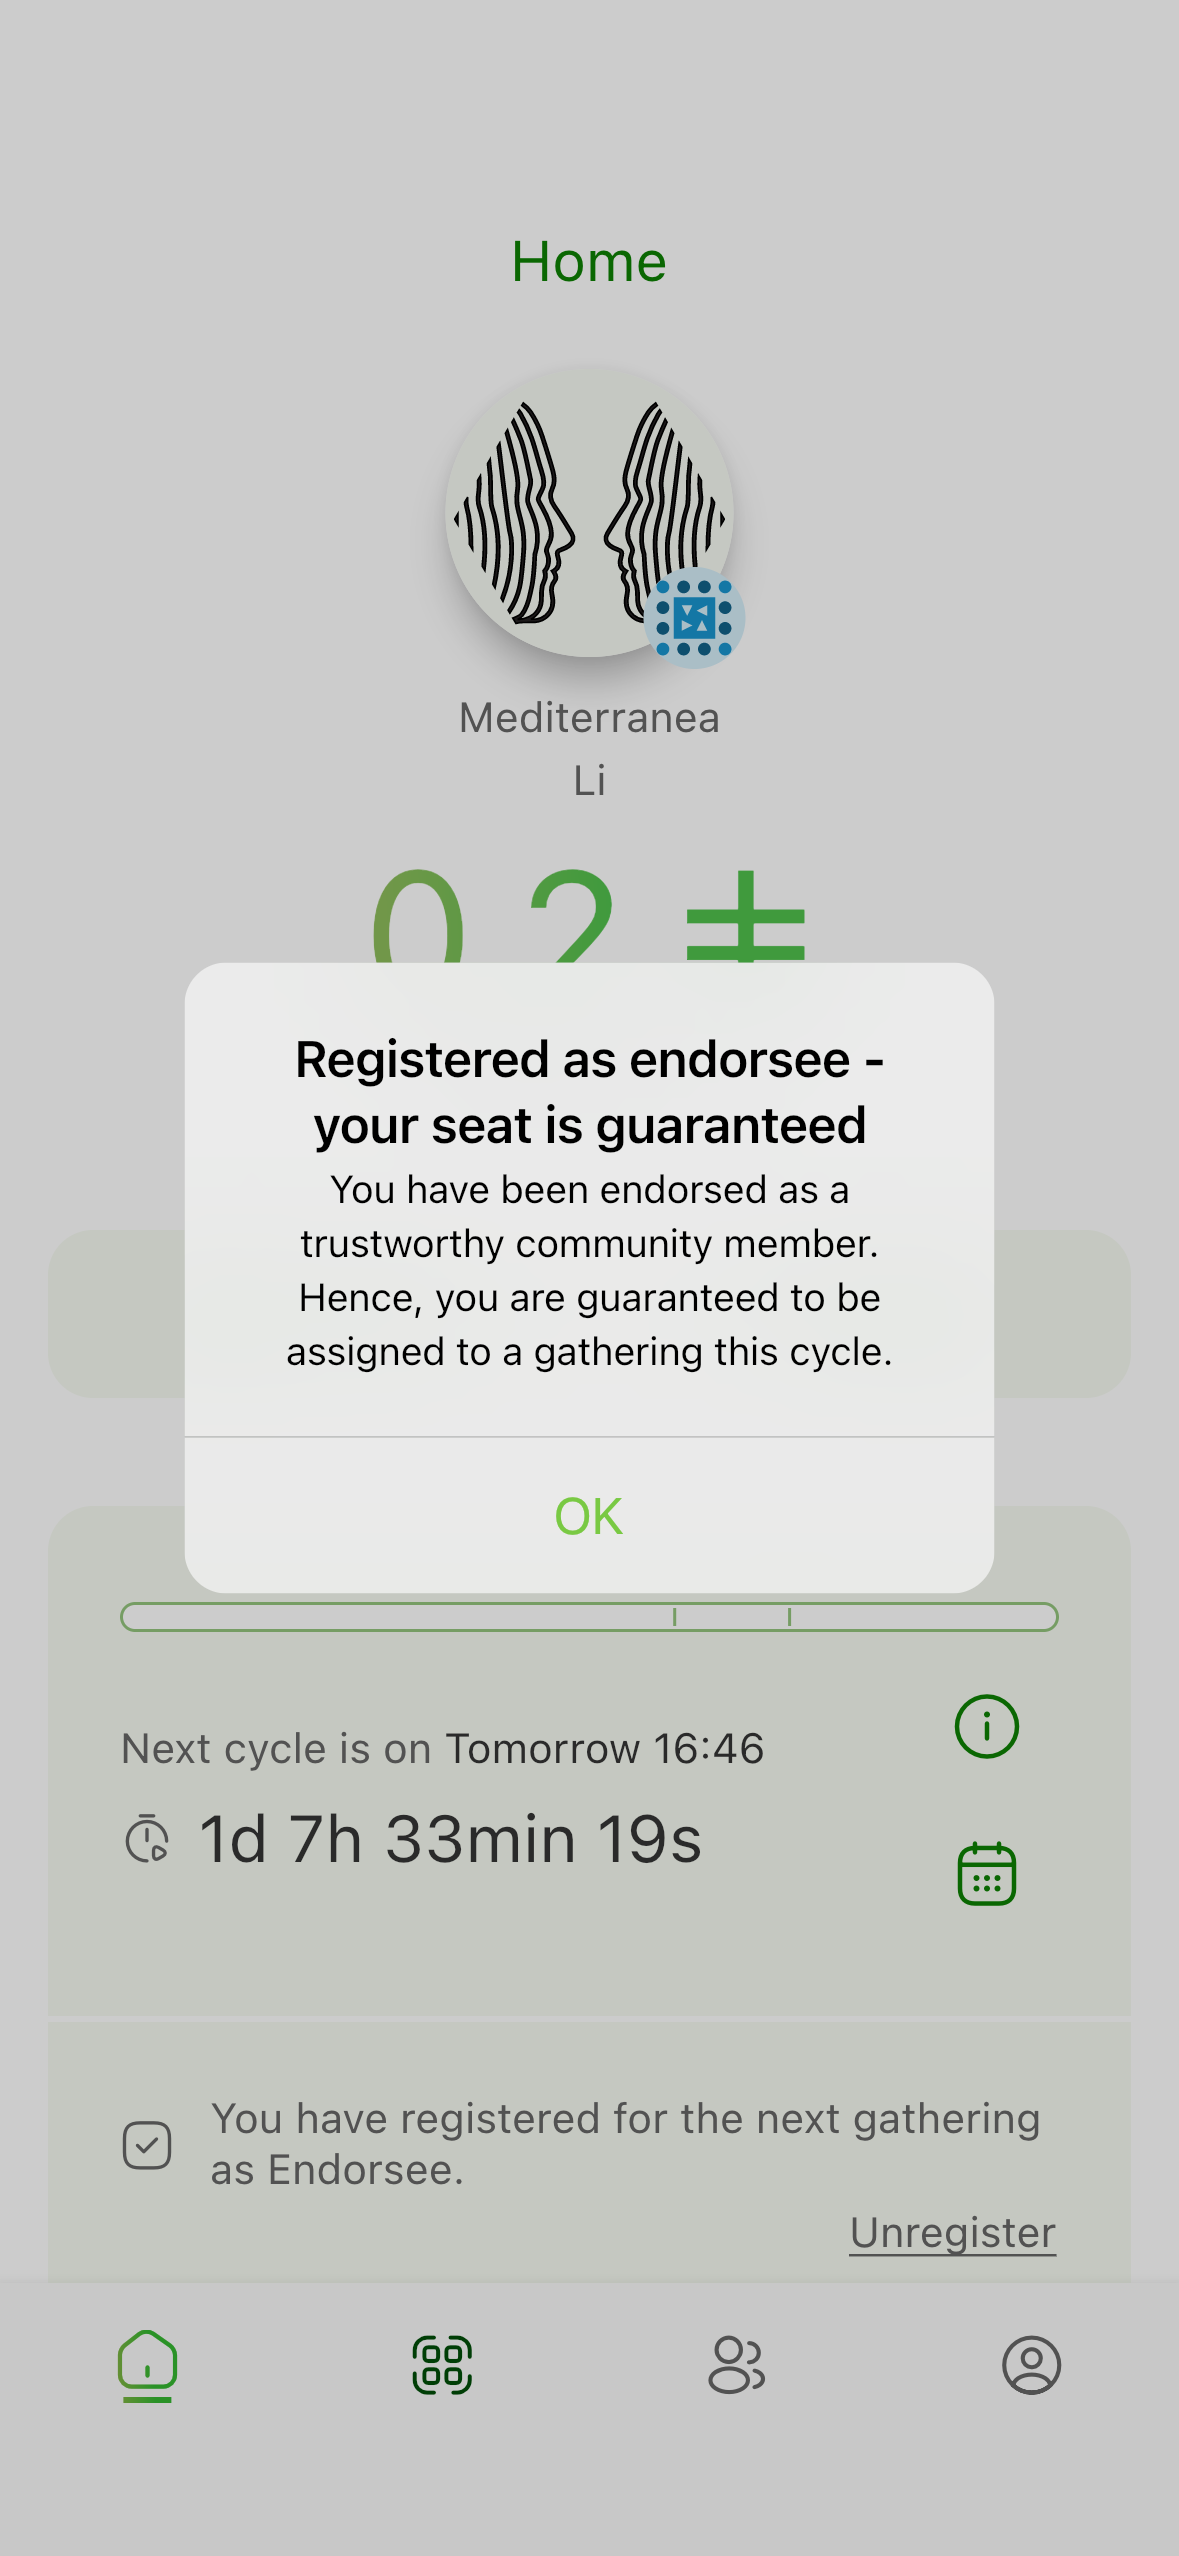 Home
Mediterranea
Li
0.2
Registered as endorsee -
your seat is guaranteed
You have been endorsed as a
trustworthy community member.
Hence, you are guaranteed to be
assigned to a gathering this cycle.
OK
Next cycle is on Tomorrow 16:46
1d 7h 33min 19s
You have registered for the next gathering
as Endorsee.
Unregister